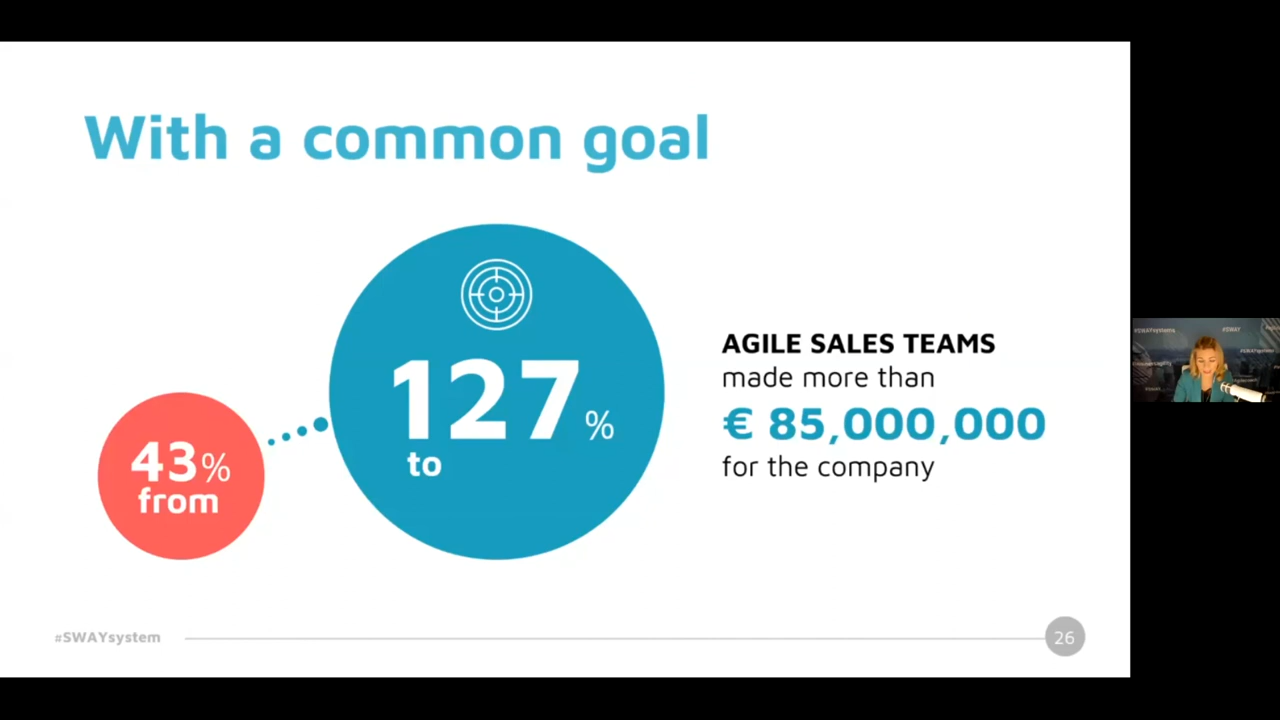 With a common goal
127%
to
43%
from
AGILE SALES TEAMS
made more than
€ 85,000,000
for the company
#SWAYsystem
26
#SWAY